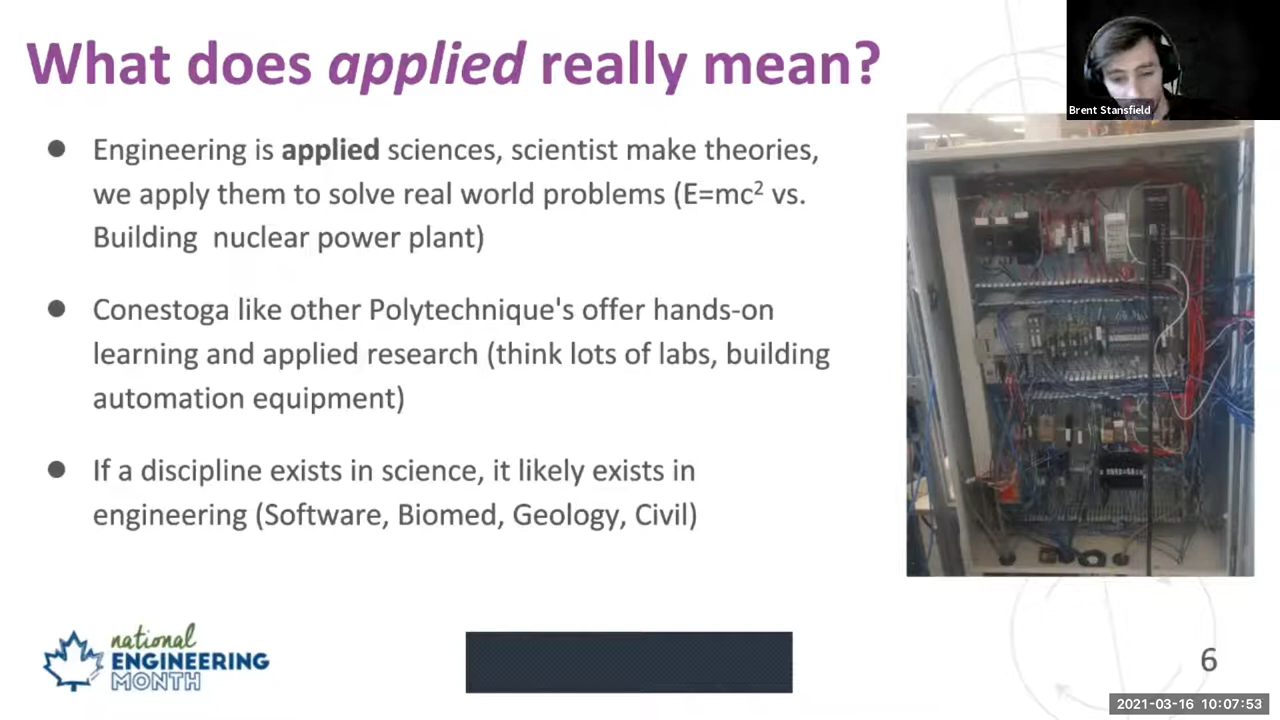 What does applied really mean?
Brent Stansfield
● Engineering is applied sciences, scientist make theories,
we apply them to solve real world problems (E=mc² vs.
Building nuclear power plant)
● Conestoga like other Polytechnique's offer hands-on
learning and applied research (think lots of labs, building
automation equipment)
● If a discipline exists in science, it likely exists in
engineering (Software, Biomed, Geology, Civil)
national
ENGINEERING
MONTH
6
2021-03-16 10:07:53